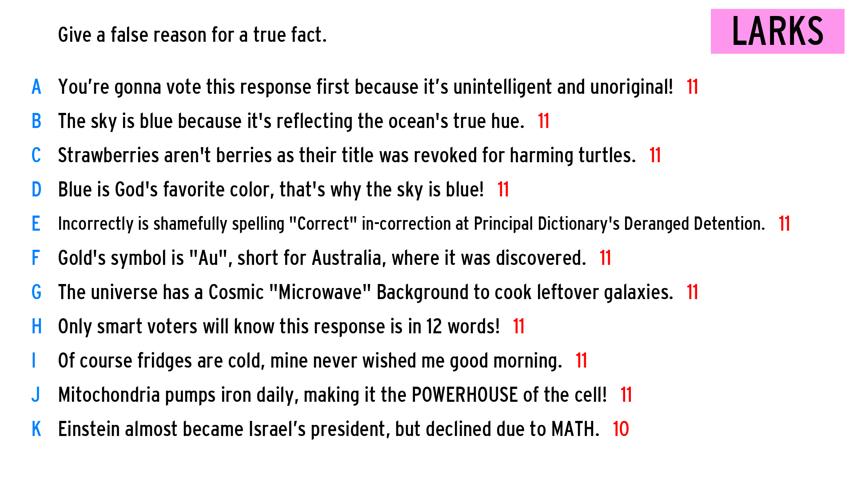 Give a false reason for a true fact.
LARKS
A You’re gonna vote this response first because it’s unintelligent and unoriginal! 11
B The sky is blue because it's reflecting the ocean's true hue. 11
C Strawberries aren't berries as their title was revoked for harming turtles. 11
D Blue is God's favorite color, that's why the sky is blue! 11
E Incorrectly is shamefully spelling "Correct" in-correction at Principal Dictionary's Deranged Detention. 11
F Gold's symbol is "Au", short for Australia, where it was discovered. 11
G The universe has a Cosmic "Microwave" Background to cook leftover galaxies. 11
H Only smart voters will know this response is in 12 words! 11
I Of course fridges are cold, mine never wished me good morning. 11
J Mitochondria pumps iron daily, making it the POWERHOUSE of the cell! 11
K Einstein almost became Israel’s president, but declined due to MATH. 10